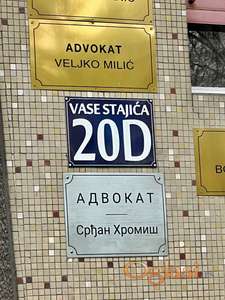 ADVOKAT
VELJKO MILIĆ
VASE STAJIĆA
20D
АДВОКАТ
Срђан Хромиш